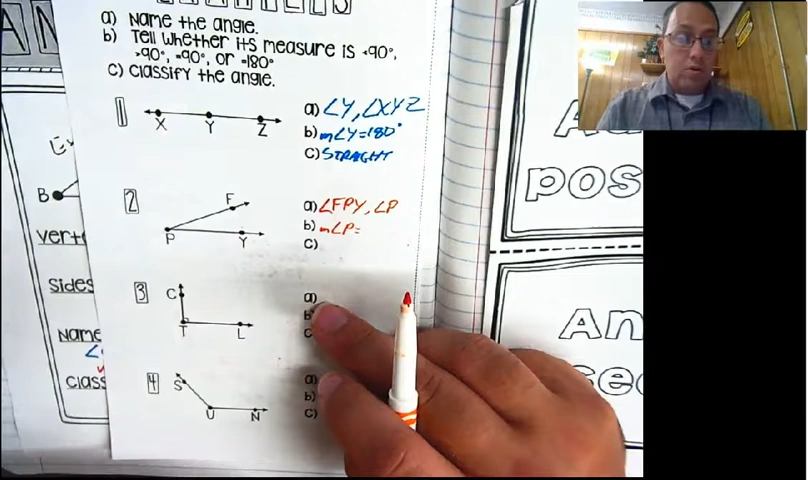 a) Name the angle.
b) Tell whether its measure is <90°,
>90°, =90°, or =180°
c) Classify the angle.
1
X Y Z
a) ∠Y, ∠XYZ
b) m∠Y=180°
c) STRAIGHT
2
F
P Y
a) ∠FPY, ∠P
b) m∠P=
c)
3
C
T L
a)
b
c
4
S
U N
a)
b)
c)
B
vert
Sides
Name
∠
Class
A
pos
An
se